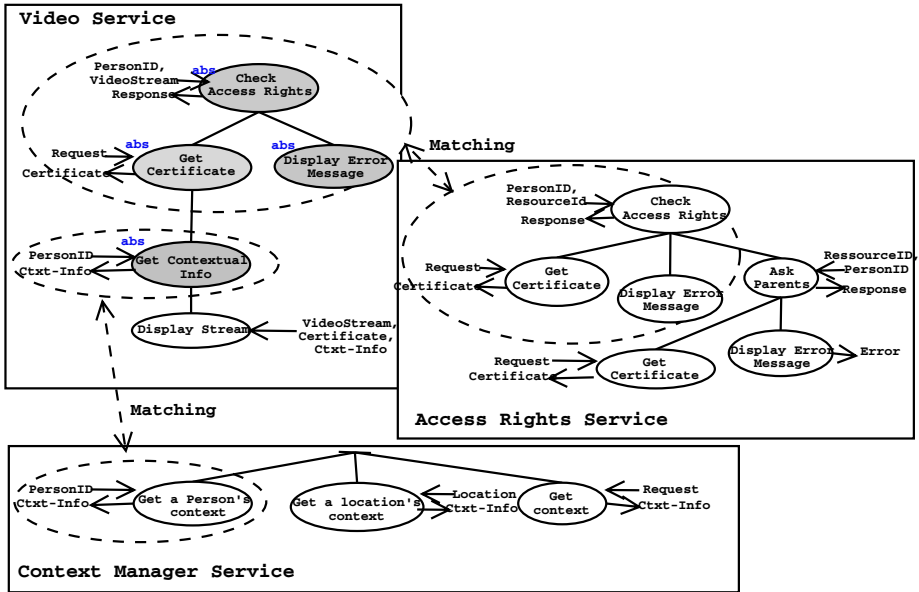 Video Service
PersonID,
VideoStream
Response
abs
Check
Access Rights
abs
Request
Certificate
Get
Certificate
abs
Display Error
Message
Matching
abs
PersonID
Ctxt-Info
Get Contextual
Info
Display Stream
VideoStream,
Certificate,
Ctxt-Info
Matching
PersonID,
ResourceId
Response
Check
Access Rights
Request
Certificate
Get
Certificate
Display Error
Message
Ask
Parents
RessourceID,
PersonID
Response
Request
Certificate
Get
Certificate
Display Error
Message
Error
Access Rights Service
PersonID
Ctxt-Info
Get a Person's
context
Get a location's
context
Location
Ctxt-Info
Get
context
Request
Ctxt-Info
Context Manager Service